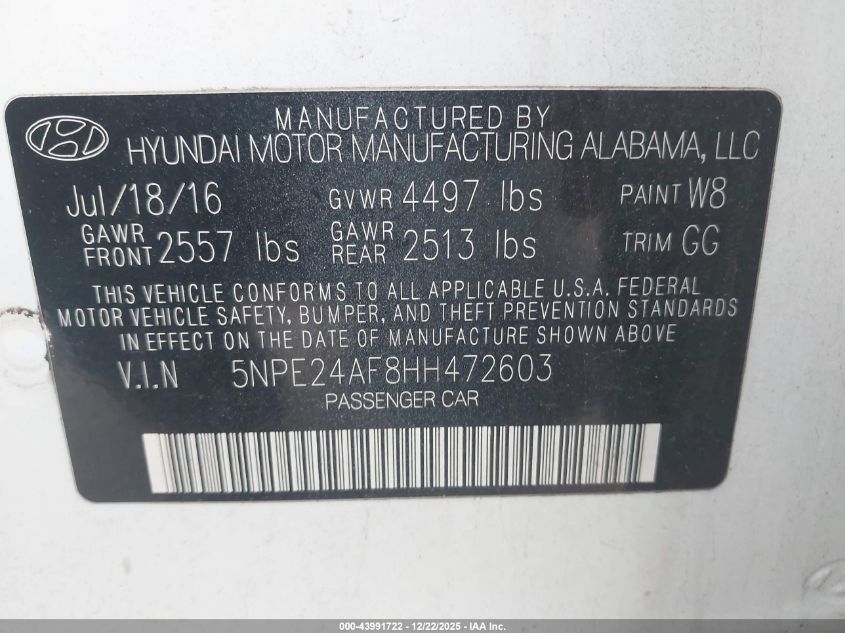 MANUFACTURED BY
HYUNDAI MOTOR MANUFACTURING ALABAMA, LLC
Jul/18/16 GVWR 4497 lbs PAINT W8
GAWR FRONT 2557 lbs GAWR REAR 2513 lbs TRIM GG
THIS VEHICLE CONFORMS TO ALL APPLICABLE U.S.A. FEDERAL
MOTOR VEHICLE SAFETY, BUMPER, AND THEFT PREVENTION STANDARDS
IN EFFECT ON THE DATE OF MANUFACTURE SHOWN ABOVE
V.I.N 5NPE24AF8HH472603
PASSENGER CAR
000-43991722 - 12/22/2025 - IAA Inc.